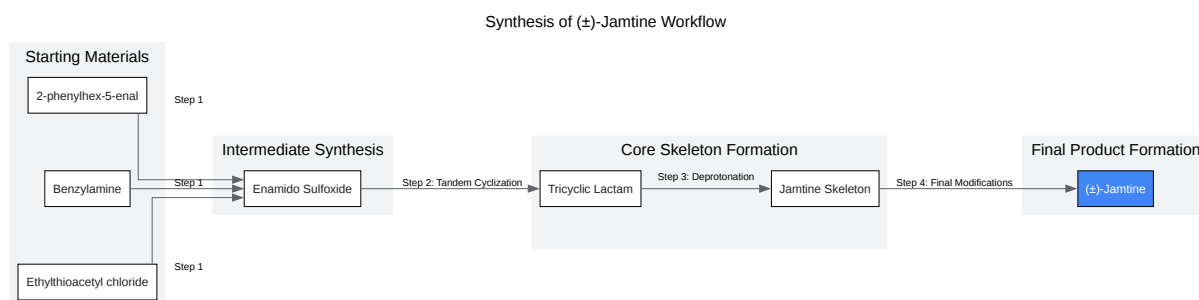 Synthesis of (±)-Jamtine Workflow
Starting Materials
2-phenylhex-5-enal
Step 1
Intermediate Synthesis
Core Skeleton Formation
Final Product Formation
Benzylamine
Step 1
Enamido Sulfoxide
Step 2: Tandem Cyclization
Tricyclic Lactam
Step 3: Deprotonation
Jamtine Skeleton
Step 4: Final Modifications
(±)-Jamtine
Ethylthioacetyl chloride
Step 1